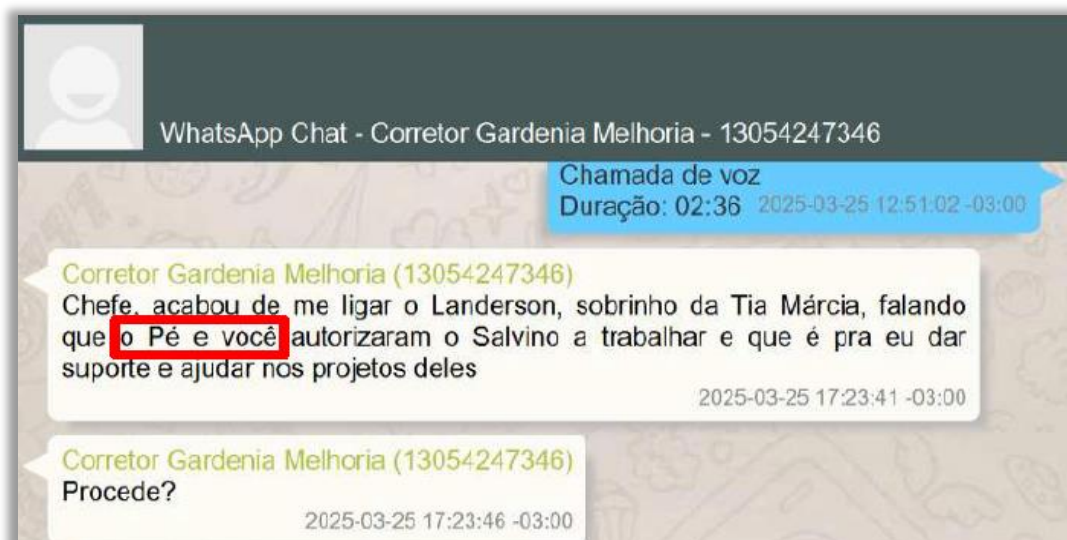 WhatsApp Chat - Corretor Gardenia Melhoria - 13054247346
Chamada de voz
Duração: 02:36 2025-03-25 12:51:02 -03:00
Corretor Gardenia Melhoria (13054247346)
Chefe, acabou de me ligar o Landerson, sobrinho da Tia Márcia, falando
que o Pé e você autorizaram o Salvino a trabalhar e que é pra eu dar
suporte e ajudar nos projetos deles
2025-03-25 17:23:41 -03:00
Corretor Gardenia Melhoria (13054247346)
Procede?
2025-03-25 17:23:46 -03:00